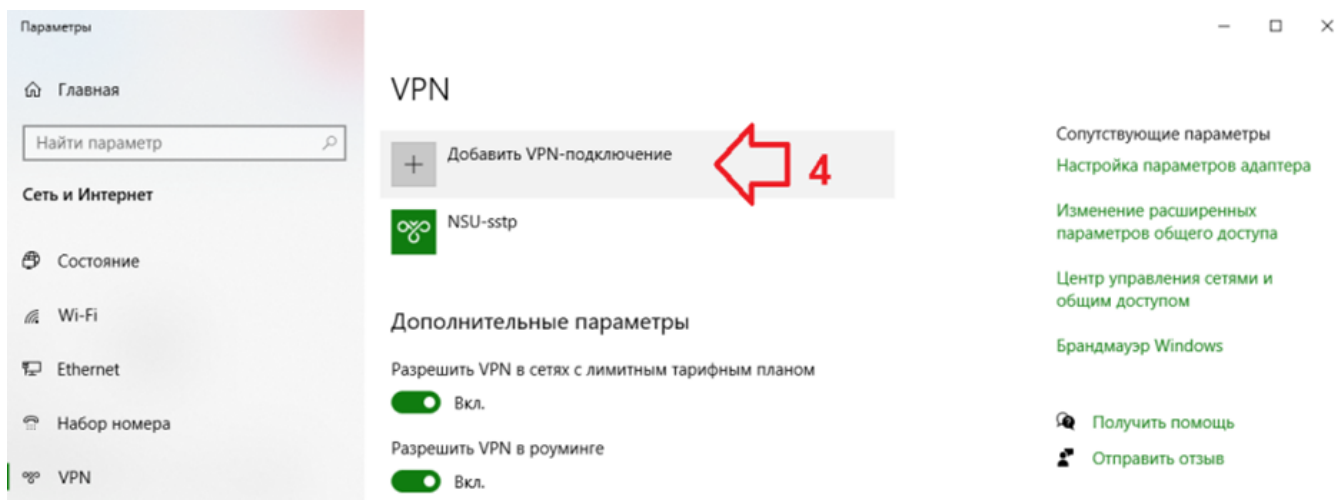 Параметры
Главная
Найти параметр
Сеть и Интернет
Состояние
Wi-Fi
Ethernet
Набор номера
VPN
VPN
Добавить VPN-подключение
4
NSU-sstp
Дополнительные параметры
Разрешить VPN в сетях с лимитным тарифным планом
Вкл.
Разрешить VPN в роуминге
Вкл.
Сопутствующие параметры
Настройка параметров адаптера
Изменение расширенных
параметров общего доступа
Центр управления сетями и
общим доступом
Брандмауэр Windows
Получить помощь
Отправить отзыв